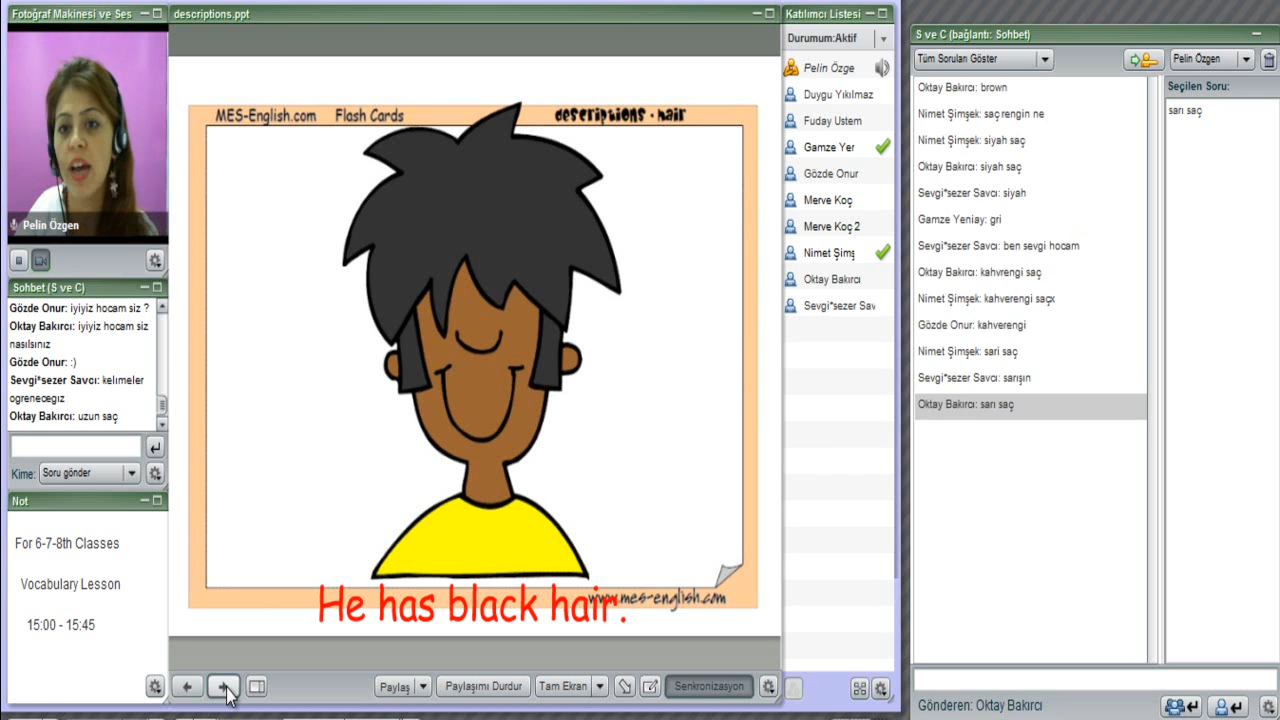 Fotoğraf Makinesi ve Ses
Pelin Özgen
Sohbet (S ve C)
Gözde Onur: iyiyiz hocam siz ?
Oktay Bakırcı: iyiyiz hocam siz
nasılsınız
Gözde Onur: :)
Sevgi*sezer Savcı: kelımeler
ogrenecegız
Oktay Bakırcı: uzun saç
Kime: Soru gönder
Not
For 6-7-8th Classes
Vocabulary Lesson
15:00 - 15:45
descriptions.ppt
MES-English.com Flash Cards descriptions - hair
www.mes-english.com
He has black hair.
Paylaş Paylaşımı Durdur Tam Ekran Senkronizasyon
Katılımcı Listesi
Durumum:Aktif
Pelin Özge
Duygu Yıkılmaz
Fuday Ustem
Gamze Yer
Gözde Onur
Merve Koç
Merve Koç 2
Nimet Şimş
Oktay Bakırcı
Sevgi*sezer Sav
S ve C (bağlantı: Sohbet)
Tüm Soruları Göster Pelin Özgen
Oktay Bakırcı: brown
Nimet Şimşek: saç rengin ne
Nimet Şimşek: siyah saç
Oktay Bakırcı: siyah saç
Sevgi*sezer Savcı: siyah
Gamze Yeniay: gri
Sevgi*sezer Savcı: ben sevgi hocam
Oktay Bakırcı: kahvrengi saç
Nimet Şimşek: kahverengi saçx
Gözde Onur: kahverengi
Nimet Şimşek: sari saç
Sevgi*sezer Savcı: sarışın
Oktay Bakırcı: sarı saç
Seçilen Soru:
sarı saç
Gönderen: Oktay Bakırcı